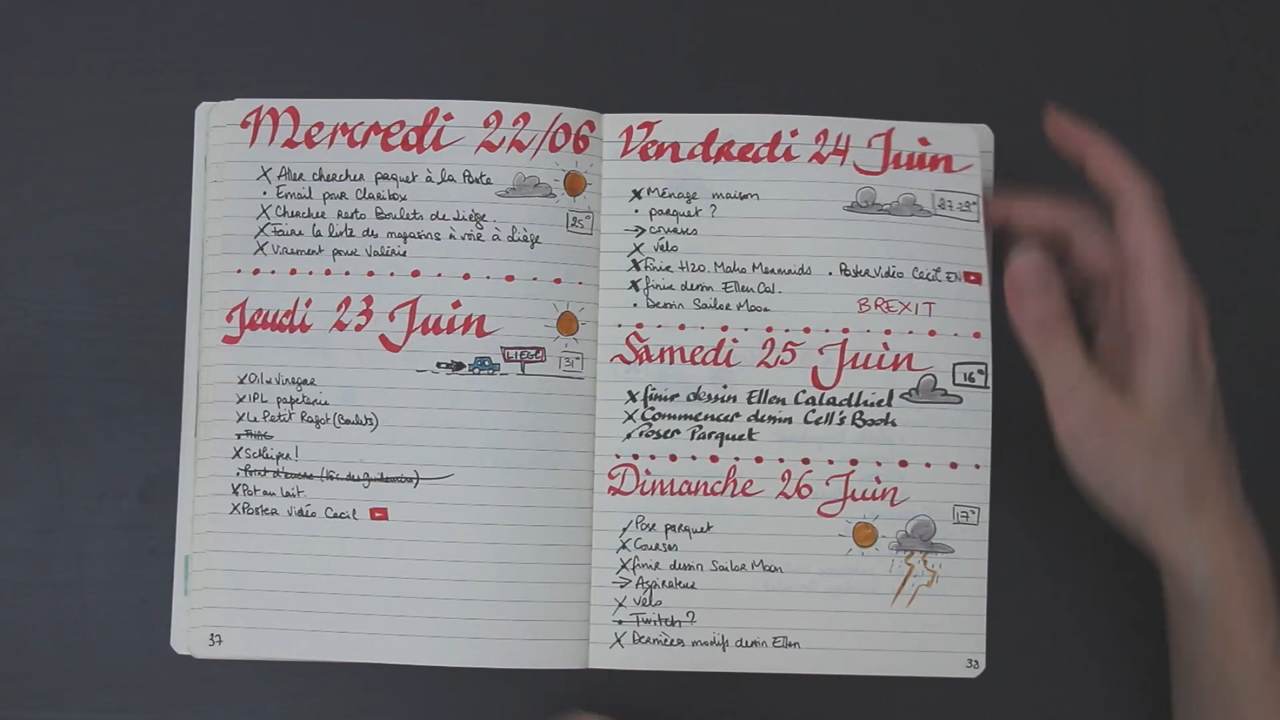 Mercredi 22/06
X Aller chercher paquet à la Poste
• Email pour Claribox
X Chercher resto Boulets de Liège.
X Faire la liste des magasins à voir à Liège
X Virement pour Valérie
25°
Jeudi 23 Juin
LIEGE
31°
X Oil & Vinegar
X IPL papeterie
X Le Petit Ragot (Boulets)
X Schleiper!
X Pot au Lait.
X Poster vidéo Cecil
37
Vendredi 24 Juin
X Ménage maison
27-29°
• parquet ?
→ courses
X vélo
X finir H2O. Mako Mermaids • Poster Vidéo Cecil EN
X finir dessin Ellen Cal.
• Dessin Sailor Moon
BREXIT
Samedi 25 Juin
16°
X finir dessin Ellen Caladhiel
X Commencer dessin Cell's Book
/ Poser Parquet
Dimanche 26 Juin
17°
/ Pose parquet
X Courses
X finir dessin Sailor Moon
→ Aspirateur
X vélo
• Twitch ?
X Dernières modifs dessin Ellen
38